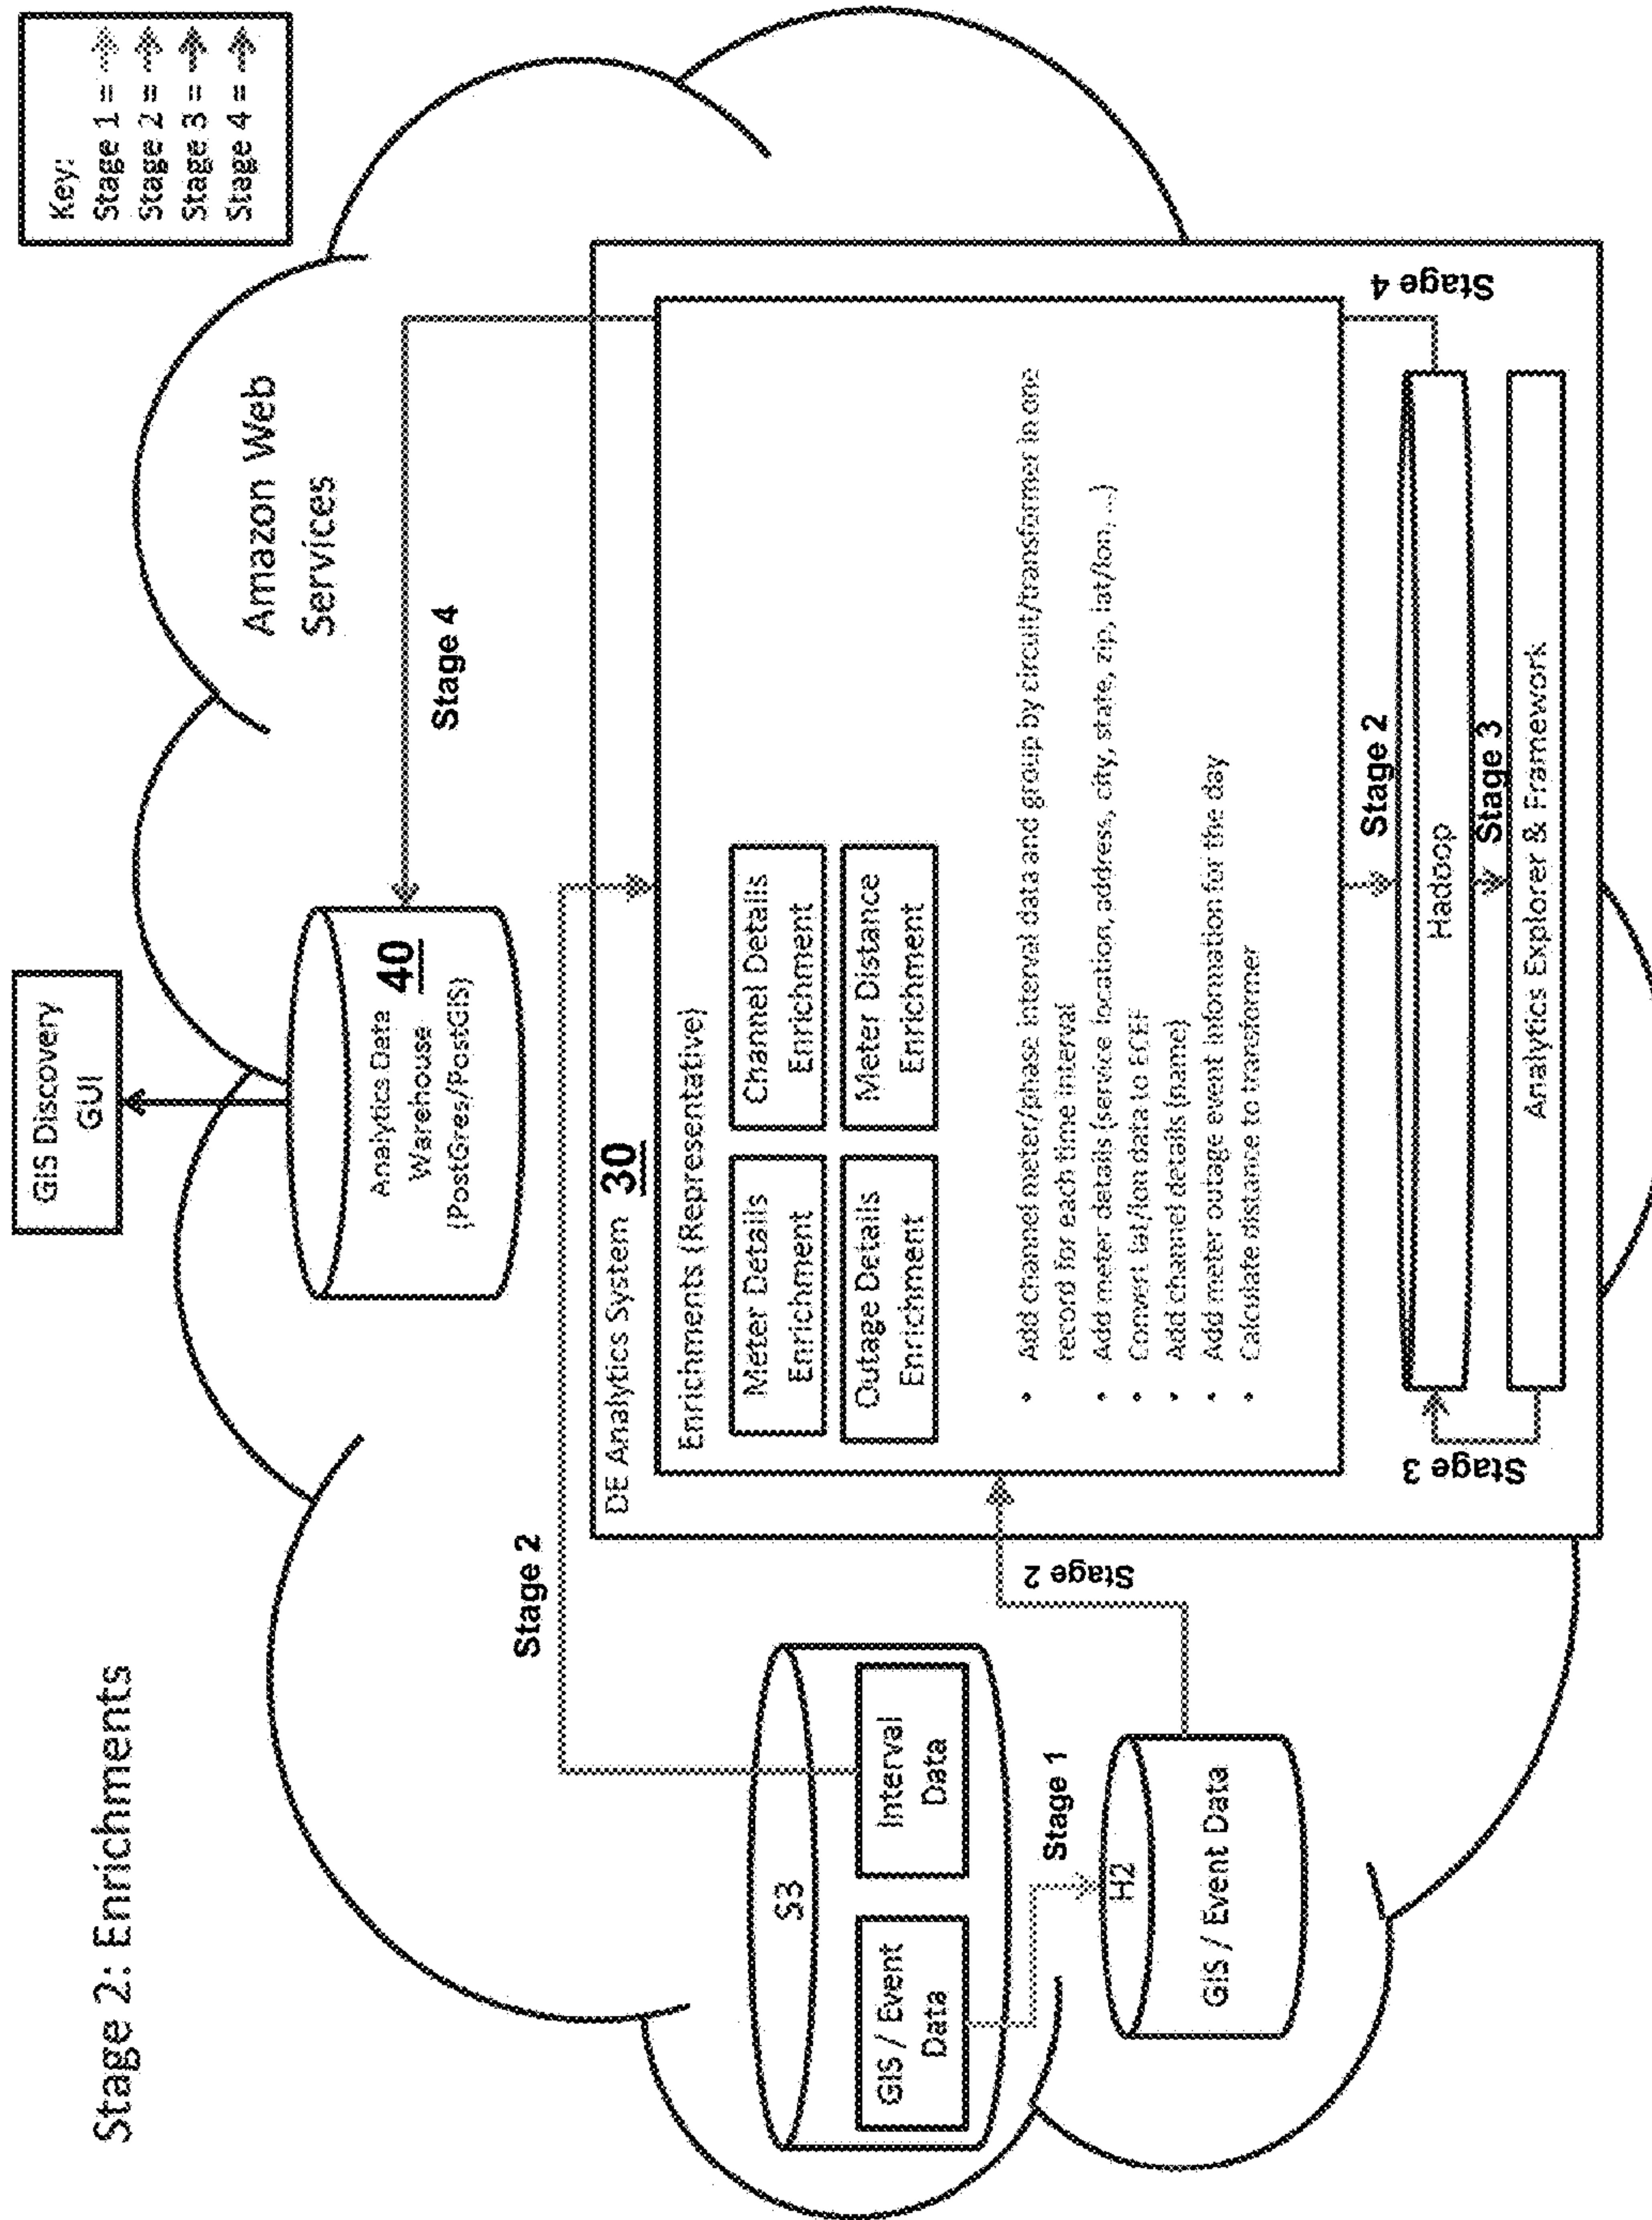 Stage 2: Enrichments
Key:
Stage 1 =
Stage 2 =
Stage 3 =
Stage 4 =
GIS Discovery
GUI
Amazon Web
Services
Analytics Data
40
Warehouse
(PostGres/PostGIS)
Stage 4
Stage 2
DE Analytics System 30
Enrichments (Representative)
Meter Details
Enrichment
Channel Details
Enrichment
Outage Details
Enrichment
Meter Distance
Enrichment
• Add channel meter/phase interval data and group by circuit/transformer in one
record for each time interval
• Add meter details (service location, address, city, state, zip, lat/lon, ...)
• Convert lat/lon data to ECEF
• Add channel details (name)
• Add meter outage event information for the day
• Calculate distance to transformer
S3
GIS / Event
Data
Interval
Data
Stage 1
H2
GIS / Event Data
Stage 2
Stage 2
Stage 4
Hadoop
Stage 3
Stage 3
Analytics Explorer & Framework